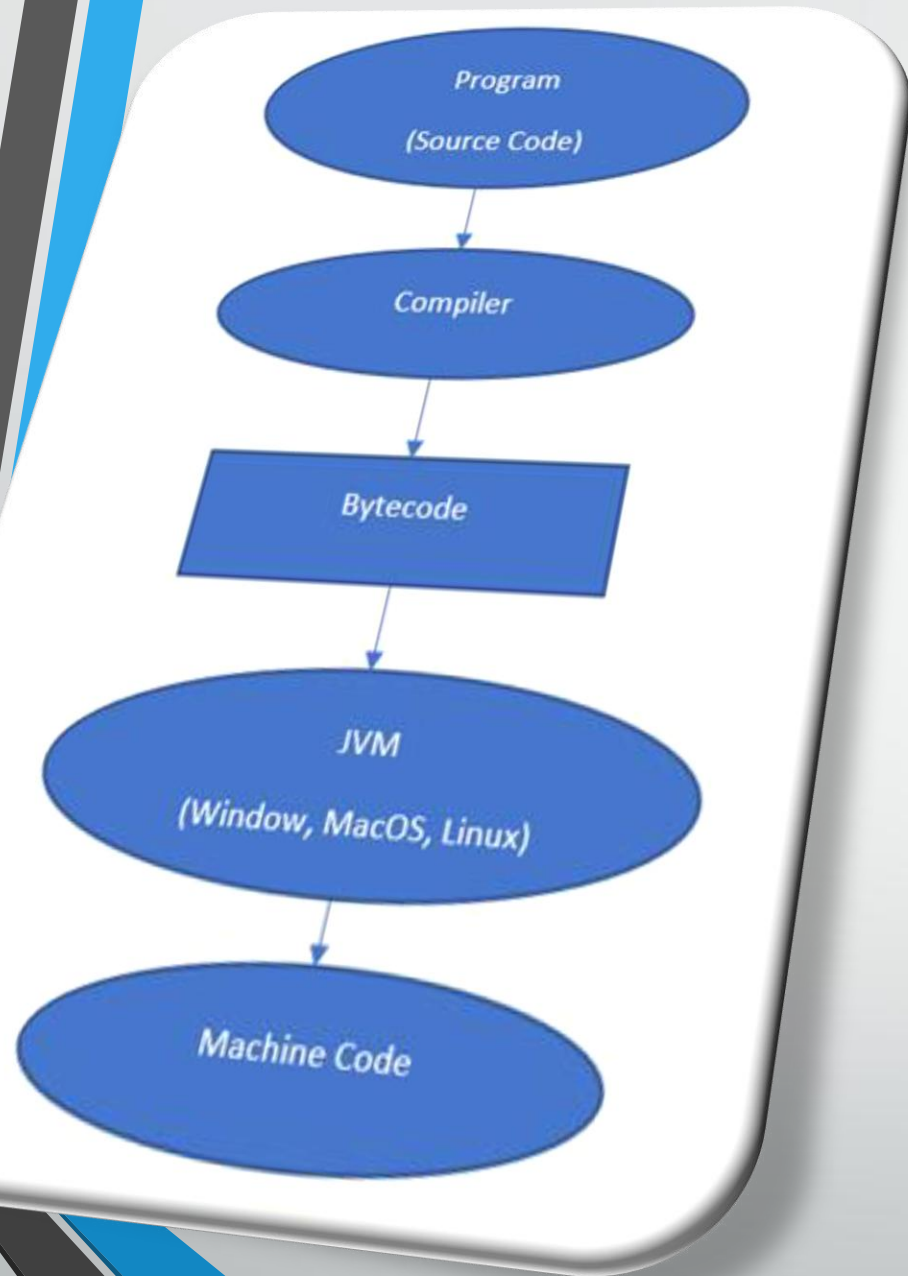 Program
(Source Code)
Compiler
Bytecode
JVM
(Window, MacOS, Linux)
Machine Code